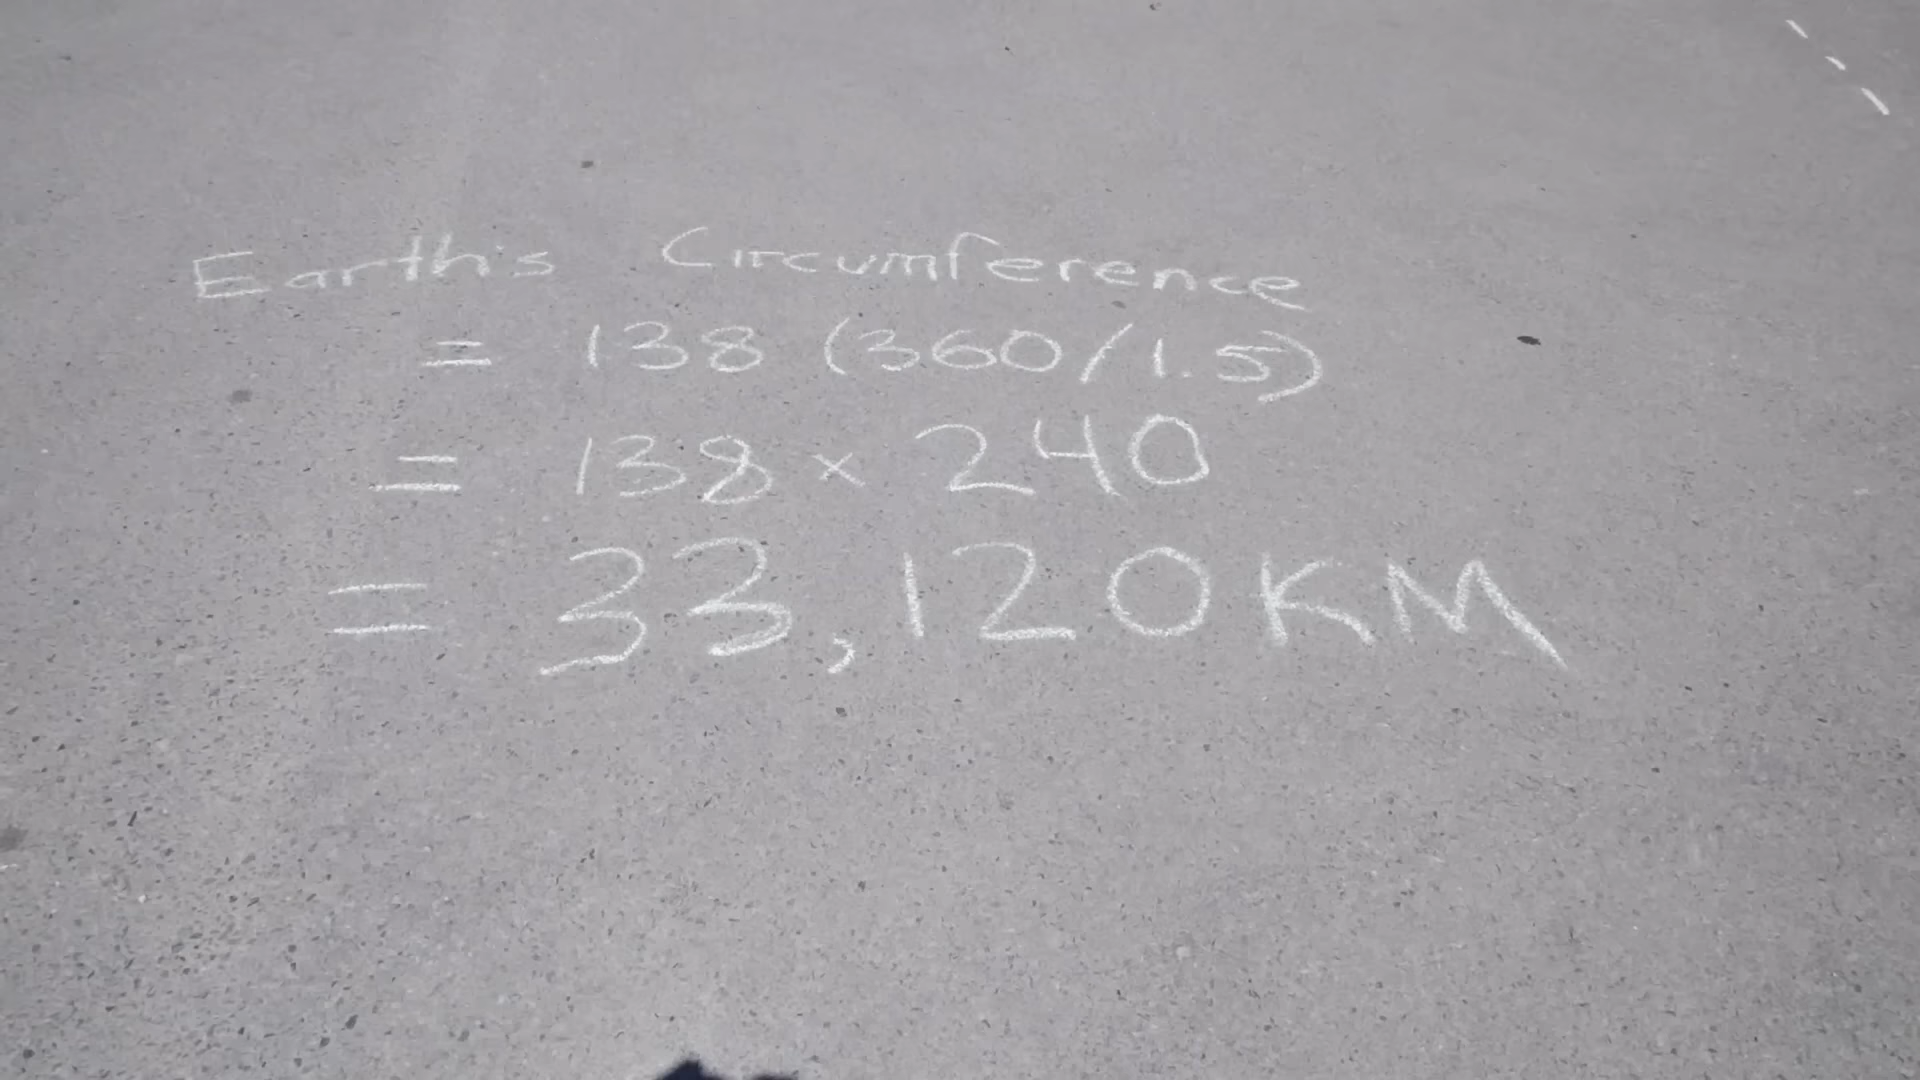 Earth's Circumference
= 138 (360/1.5)
= 138 x 240
= 33,120 KM